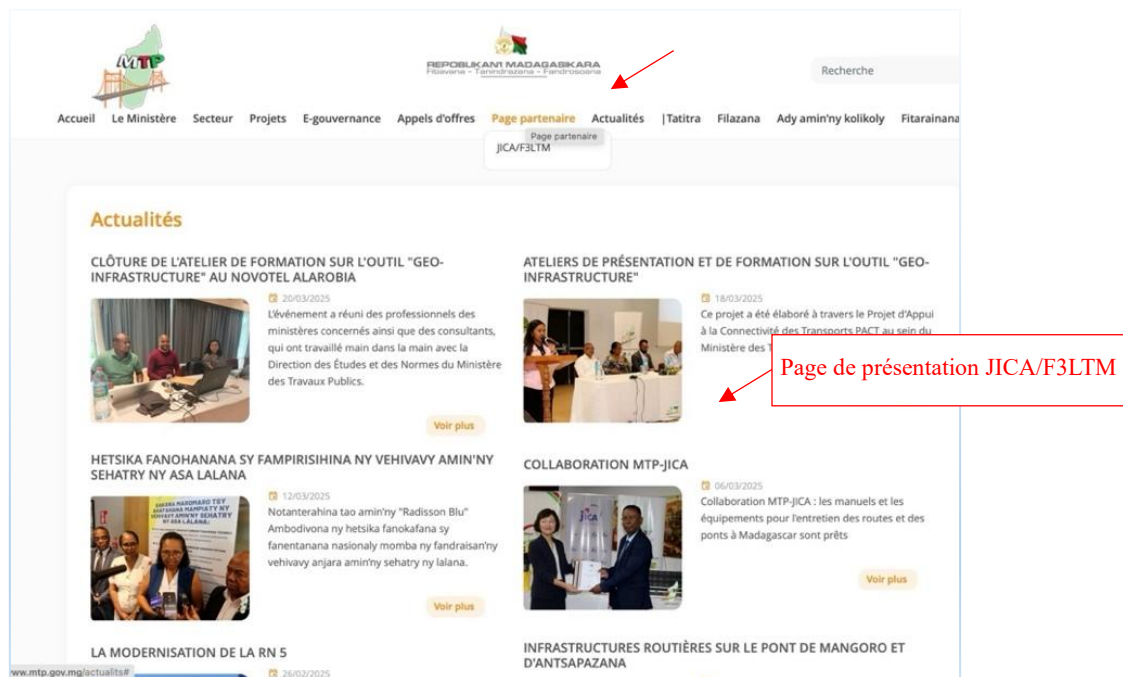 MTP
REPOBLIKAN'I MADAGASIKARA
Fitiavana – Tanindrazana – Fandrosoana
Recherche
Accueil Le Ministère Secteur Projets E-gouvernance Appels d'offres Page partenaire Actualités |Tatitra Filazana Ady amin'ny kolikoly Fitarainana
Page partenaire
JICA/F3LTM
Actualités
CLÔTURE DE L'ATELIER DE FORMATION SUR L'OUTIL "GEO-
INFRASTRUCTURE" AU NOVOTEL ALAROBIA
20/03/2025
L'événement a réuni des professionnels des
ministères concernés ainsi que des consultants,
qui ont travaillé main dans la main avec la
Direction des Études et des Normes du Ministère
des Travaux Publics.
Voir plus
ATELIERS DE PRÉSENTATION ET DE FORMATION SUR L'OUTIL "GEO-
INFRASTRUCTURE"
18/03/2025
Ce projet a été élaboré à travers le Projet d'Appui
à la Connectivité des Transports PACT au sein du
Ministère des
Page de présentation JICA/F3LTM
HETSIKA FANOHANANA SY FAMPIRISIHINA NY VEHIVAVY AMIN'NY
SEHATRY NY ASA LALANA
12/03/2025
Notanterahina tao amin'ny "Radisson Blu"
Ambodivona ny hetsika fanokafana sy
fanentanana nasionaly momba ny fandraisan'ny
vehivavy anjara amin'ny sehatry ny lalana.
Voir plus
COLLABORATION MTP-JICA
06/03/2025
Collaboration MTP-JICA : les manuels et les
équipements pour l'entretien des routes et des
ponts à Madagascar sont prêts
Voir plus
JICA
LA MODERNISATION DE LA RN 5
26/02/2025
INFRASTRUCTURES ROUTIÈRES SUR LE PONT DE MANGORO ET
D'ANTSAPAZANA
ww.mtp.gov.mg/actualits#